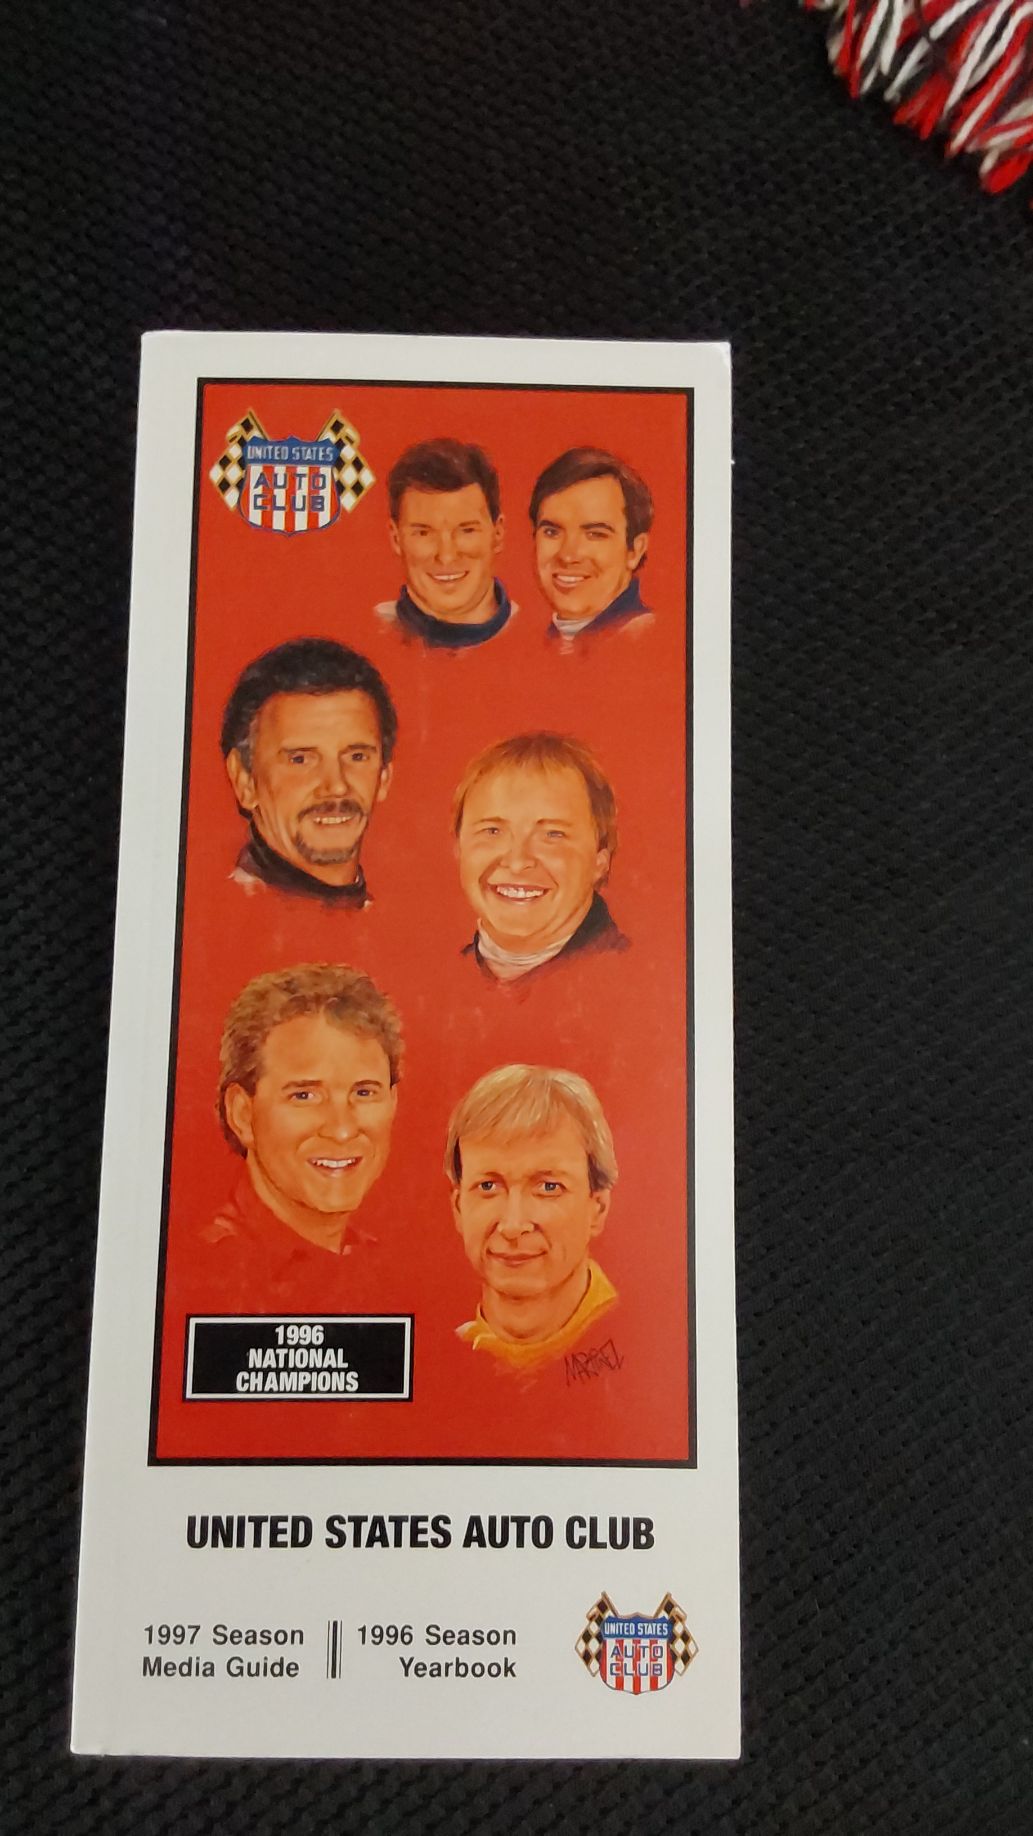 UNITED STATES
AUTO
CLUB
1996
NATIONAL
CHAMPIONS
UNITED STATES AUTO CLUB
1997 Season
Media Guide
1996 Season
Yearbook
UNITED STATES
AUTO
CLUB